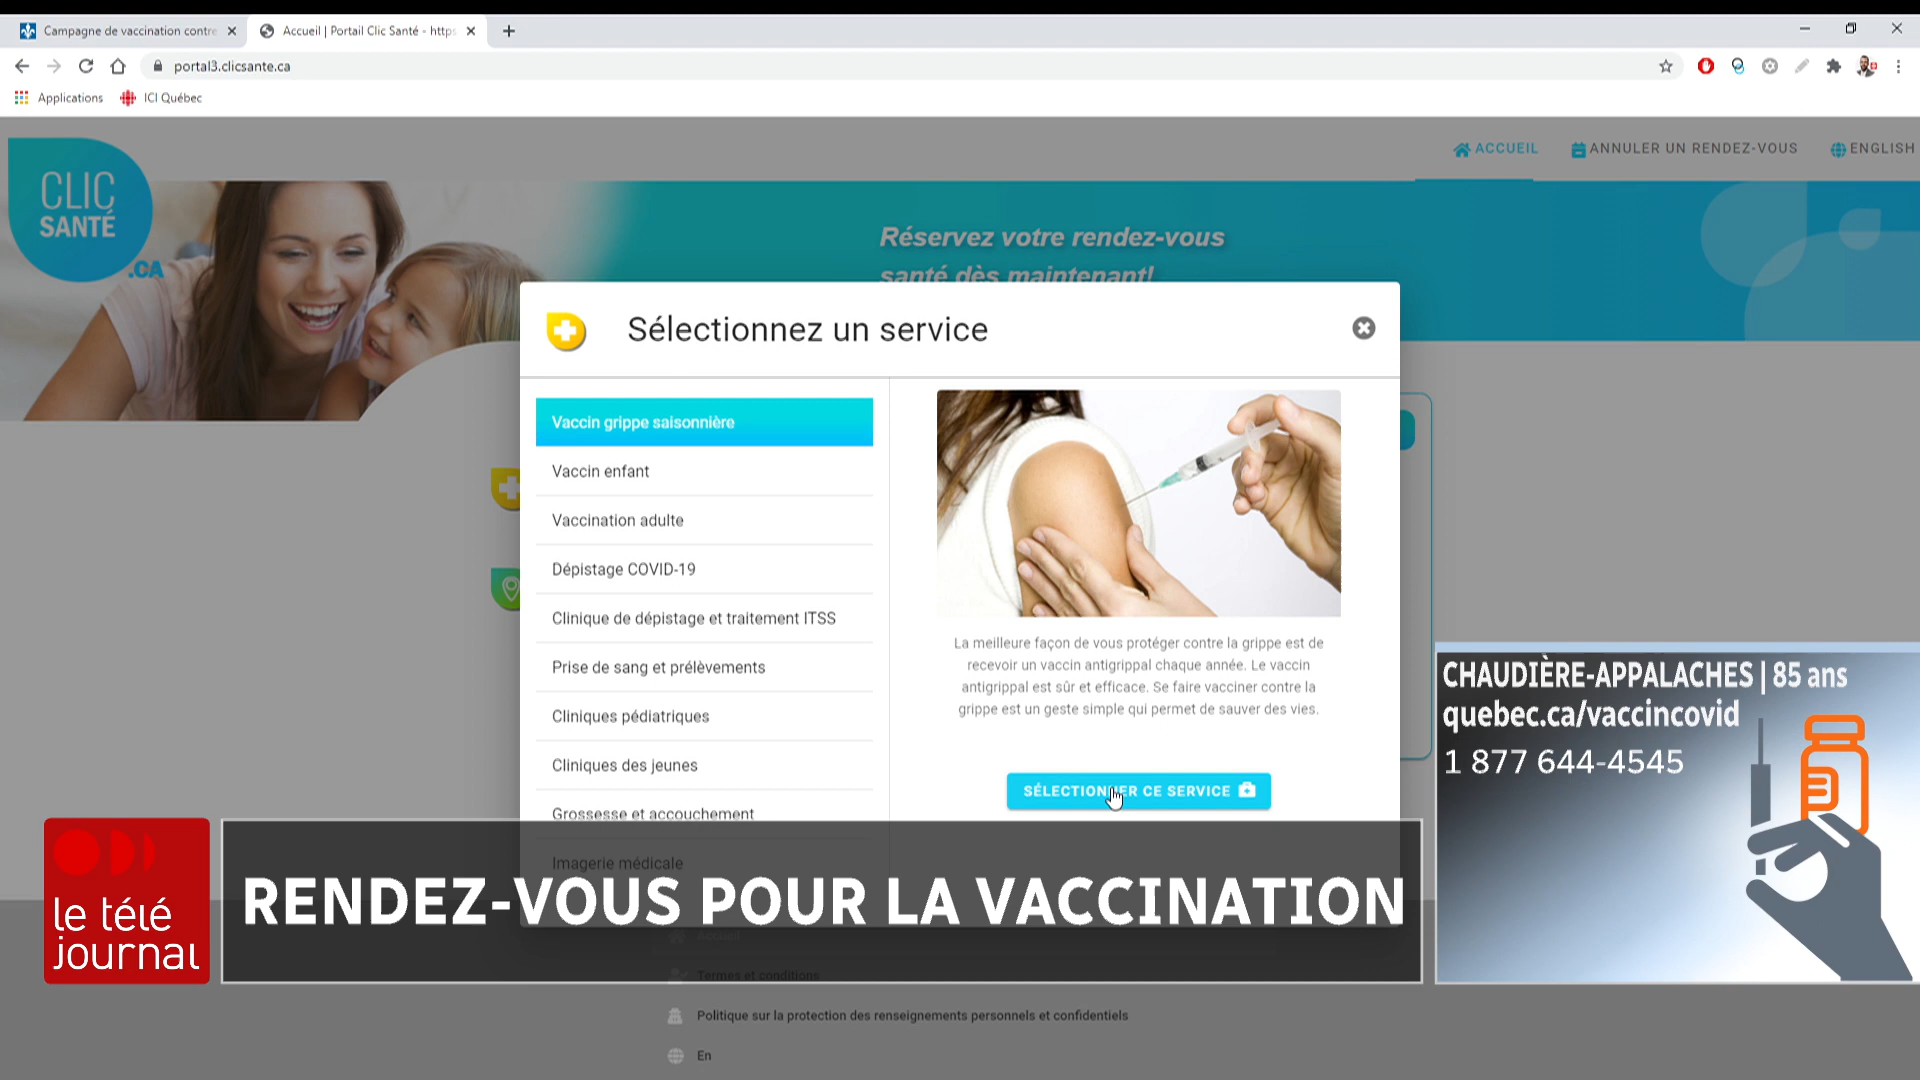 Campagne de vaccination contre
Accueil | Portail Clic Santé - https
portal3.clicsante.ca
Applications
ICI Québec
CLIC
SANTÉ
.CA
ACCUEIL
ANNULER UN RENDEZ-VOUS
ENGLISH
Réservez votre rendez-vous
santé dès maintenant!
Sélectionnez un service
Vaccin grippe saisonnière
Vaccin enfant
Vaccination adulte
Dépistage COVID-19
Clinique de dépistage et traitement ITSS
Prise de sang et prélèvements
Cliniques pédiatriques
Cliniques des jeunes
Grossesse et accouchement
Imagerie médicale
La meilleure façon de vous protéger contre la grippe est de
recevoir un vaccin antigrippal chaque année. Le vaccin
antigrippal est sûr et efficace. Se faire vacciner contre la
grippe est un geste simple qui permet de sauver des vies.
SÉLECTIONNER CE SERVICE
CHAUDIÈRE-APPALACHES | 85 ans
quebec.ca/vaccincovid
1 877 644-4545
le télé
journal
RENDEZ-VOUS POUR LA VACCINATION
Accueil
Termes et conditions
Politique sur la protection des renseignements personnels et confidentiels
En